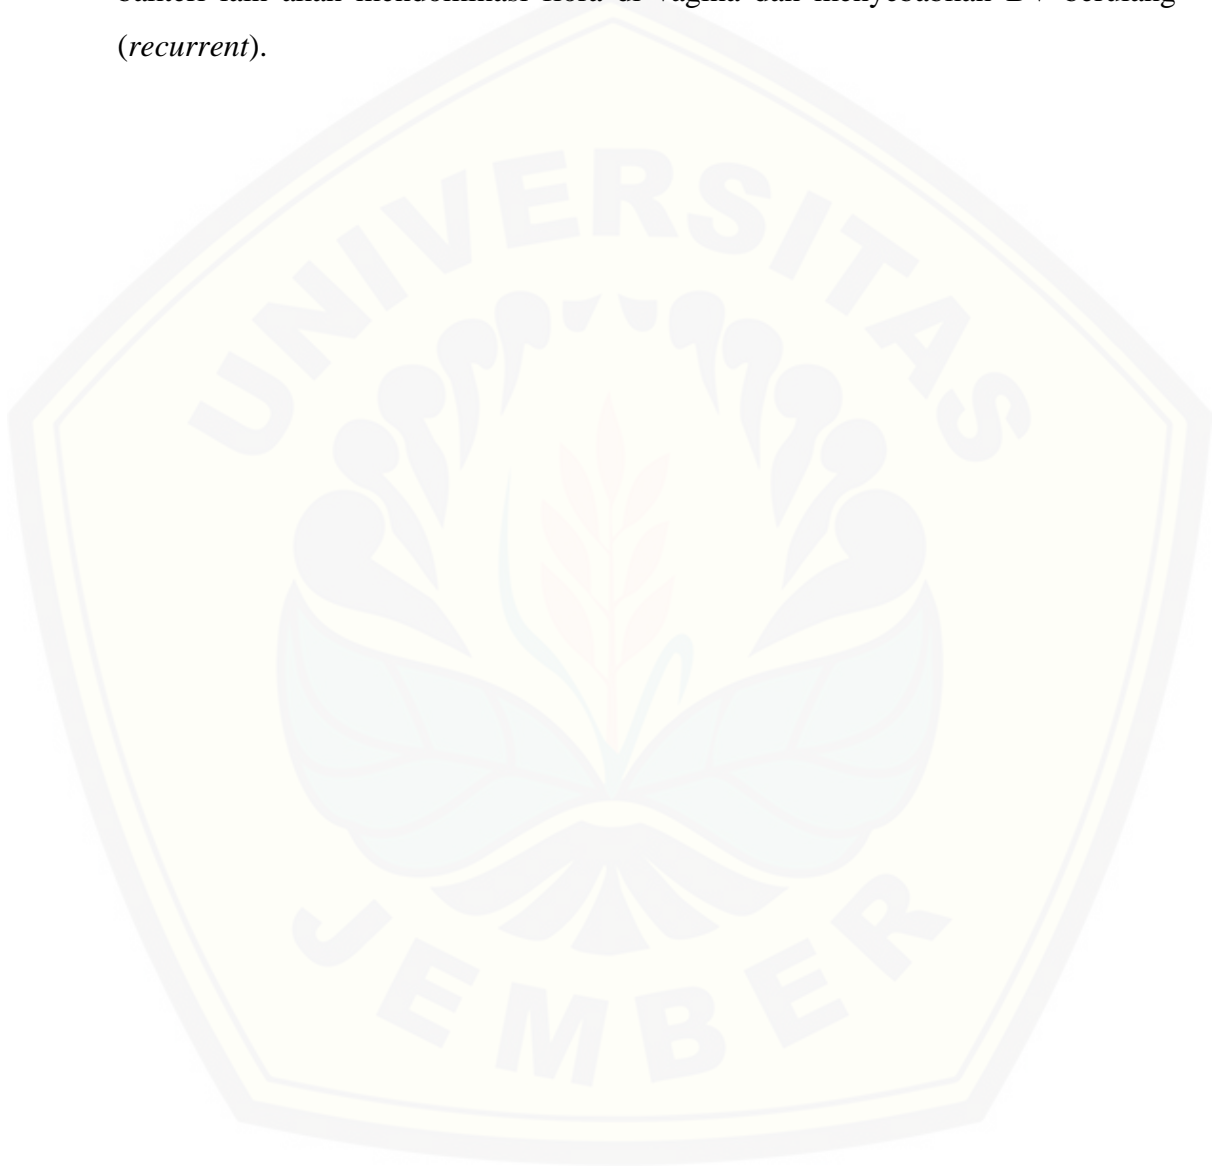 bakteri lain akan mendominasi flora di vagina dan menyebabkan BV berulang
(recurrent).
UNIVERSITAS
JEMBER